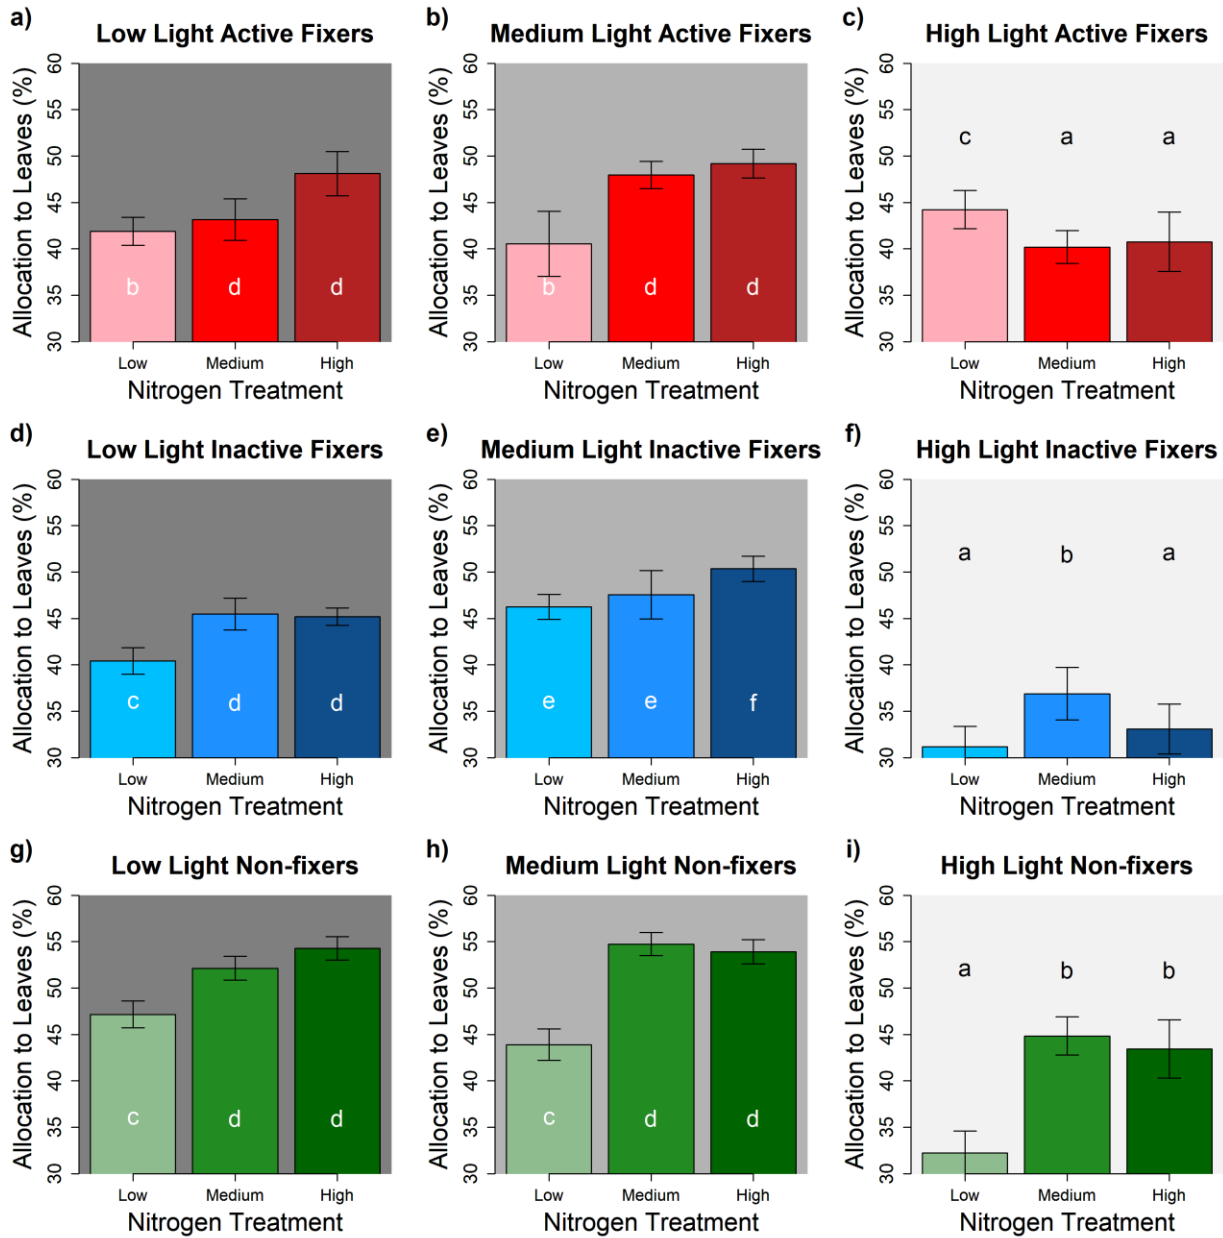 a) Low Light Active Fixers
Allocation to Leaves (%)
60
55
50
45
40
35
30
b d d
Low Medium High
Nitrogen Treatment
b) Medium Light Active Fixers
Allocation to Leaves (%)
60
55
50
45
40
35
30
b d d
Low Medium High
Nitrogen Treatment
c) High Light Active Fixers
Allocation to Leaves (%)
60
55
50
45
40
35
30
c a a
Low Medium High
Nitrogen Treatment
d) Low Light Inactive Fixers
Allocation to Leaves (%)
60
55
50
45
40
35
30
c d d
Low Medium High
Nitrogen Treatment
e) Medium Light Inactive Fixers
Allocation to Leaves (%)
60
55
50
45
40
35
30
e e f
Low Medium High
Nitrogen Treatment
f) High Light Inactive Fixers
Allocation to Leaves (%)
60
55
50
45
40
35
30
a b a
Low Medium High
Nitrogen Treatment
g) Low Light Non-fixers
Allocation to Leaves (%)
60
55
50
45
40
35
30
c d d
Low Medium High
Nitrogen Treatment
h) Medium Light Non-fixers
Allocation to Leaves (%)
60
55
50
45
40
35
30
c d d
Low Medium High
Nitrogen Treatment
i) High Light Non-fixers
Allocation to Leaves (%)
60
55
50
45
40
35
30
a b b
Low Medium High
Nitrogen Treatment